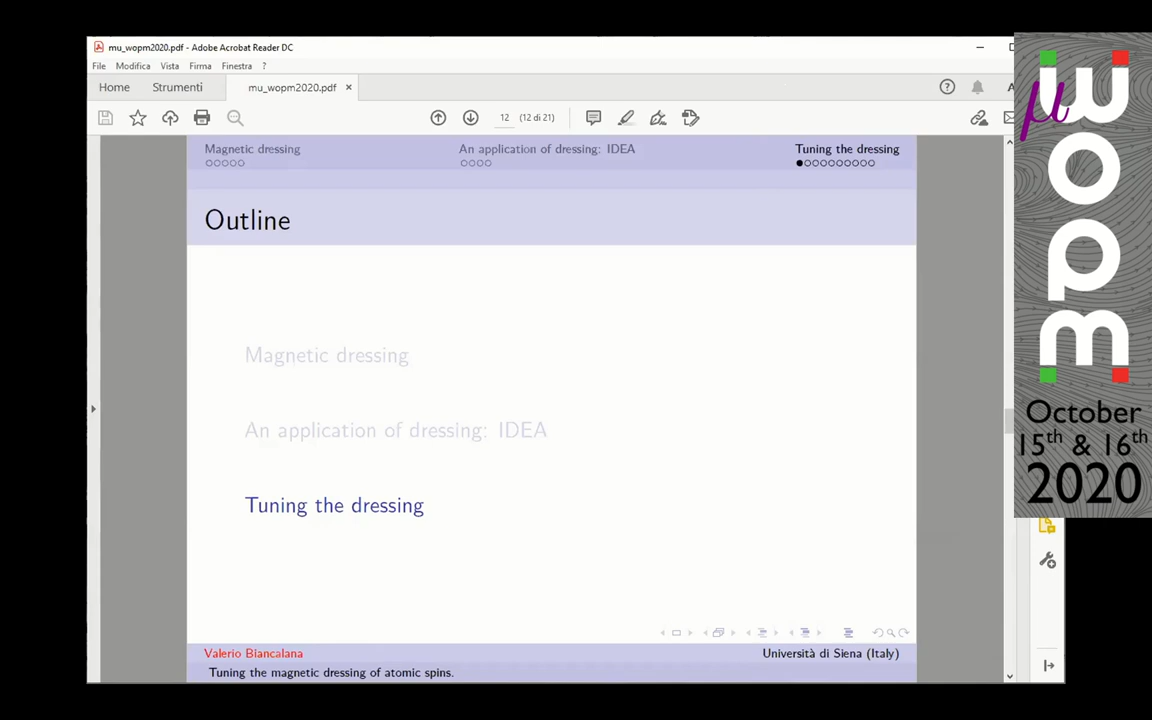 mu_wopm2020.pdf - Adobe Acrobat Reader DC
File Modifica Vista Firma Finestra ?
Home Strumenti mu_wopm2020.pdf ×
12 (12 di 21)
Magnetic dressing An application of dressing: IDEA Tuning the dressing
Outline
Magnetic dressing
An application of dressing: IDEA
Tuning the dressing
Valerio Biancalana Università di Siena (Italy)
Tuning the magnetic dressing of atomic spins.
μ
wopm
October
15th & 16th
2020